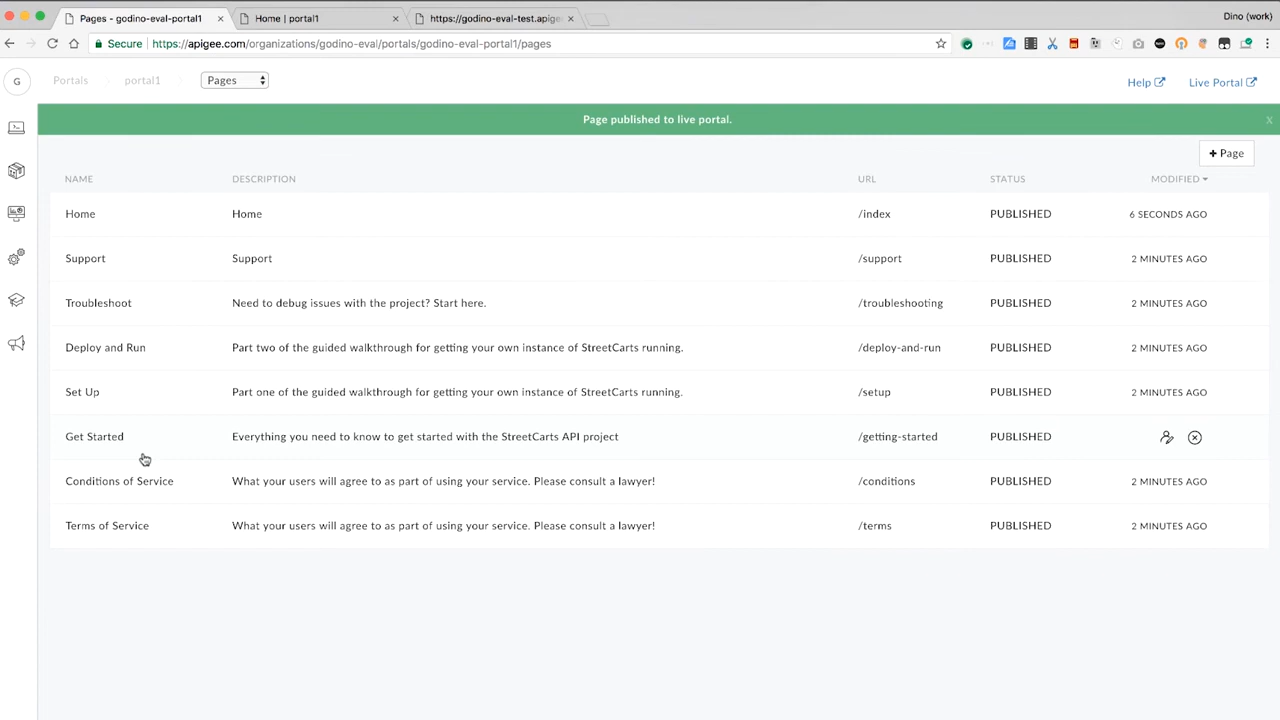 Pages - godino-eval-portal1 × Home | portal1 × https://godino-eval-test.apige × Dino (work)
Secure https://apigee.com/organizations/godino-eval/portals/godino-eval-portal1/pages
G Portals portal1 Pages Help Live Portal
Page published to live portal. x
+ Page
NAME DESCRIPTION URL STATUS MODIFIED
Home Home /index PUBLISHED 6 SECONDS AGO
Support Support /support PUBLISHED 2 MINUTES AGO
Troubleshoot Need to debug issues with the project? Start here. /troubleshooting PUBLISHED 2 MINUTES AGO
Deploy and Run Part two of the guided walkthrough for getting your own instance of StreetCarts running. /deploy-and-run PUBLISHED 2 MINUTES AGO
Set Up Part one of the guided walkthrough for getting your own instance of StreetCarts running. /setup PUBLISHED 2 MINUTES AGO
Get Started Everything you need to know to get started with the StreetCarts API project /getting-started PUBLISHED
Conditions of Service What your users will agree to as part of using your service. Please consult a lawyer! /conditions PUBLISHED 2 MINUTES AGO
Terms of Service What your users will agree to as part of using your service. Please consult a lawyer! /terms PUBLISHED 2 MINUTES AGO